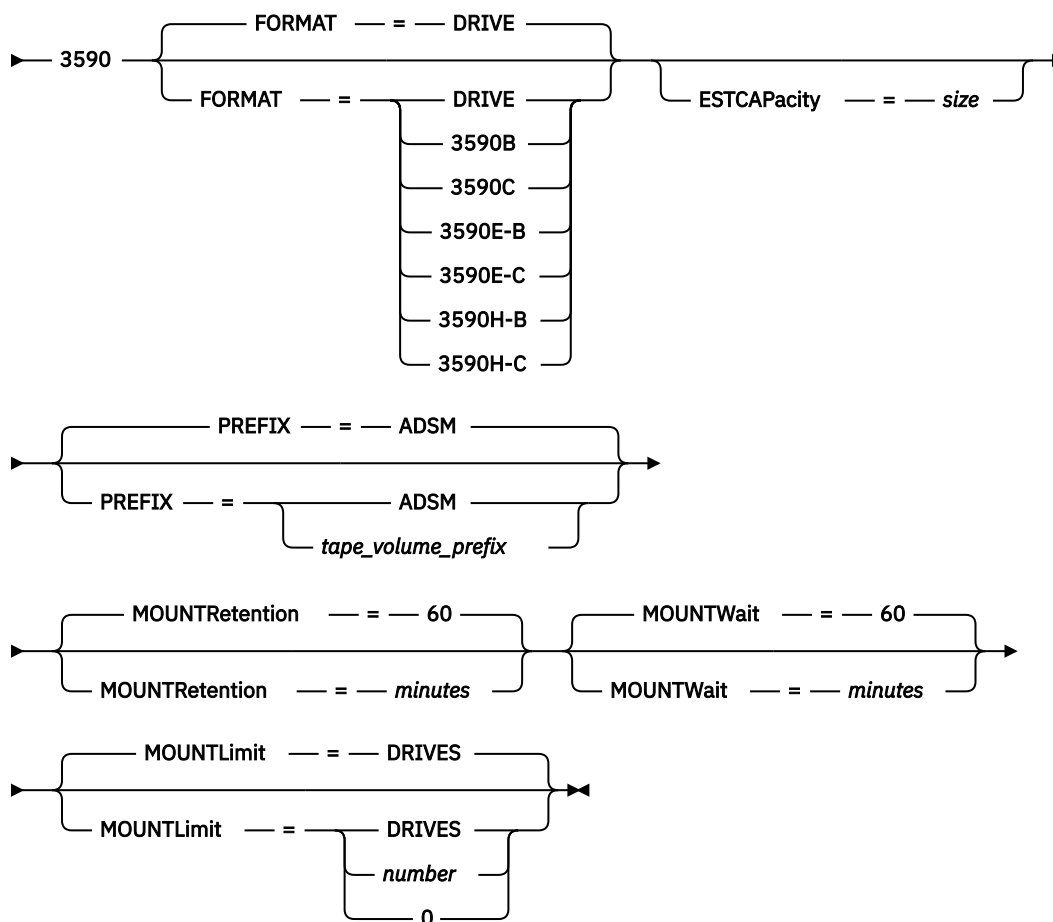 FORMAT = DRIVE
3590
FORMAT = DRIVE
ESTCAPacity = size
3590B
3590C
3590E-B
3590E-C
3590H-B
3590H-C
PREFIX = ADSM
PREFIX = ADSM
tape_volume_prefix
MOUNTRetention = 60 MOUNTWait = 60
MOUNTRetention = minutes MOUNTWait = minutes
MOUNTLimit = DRIVES
MOUNTLimit = DRIVES
number
0